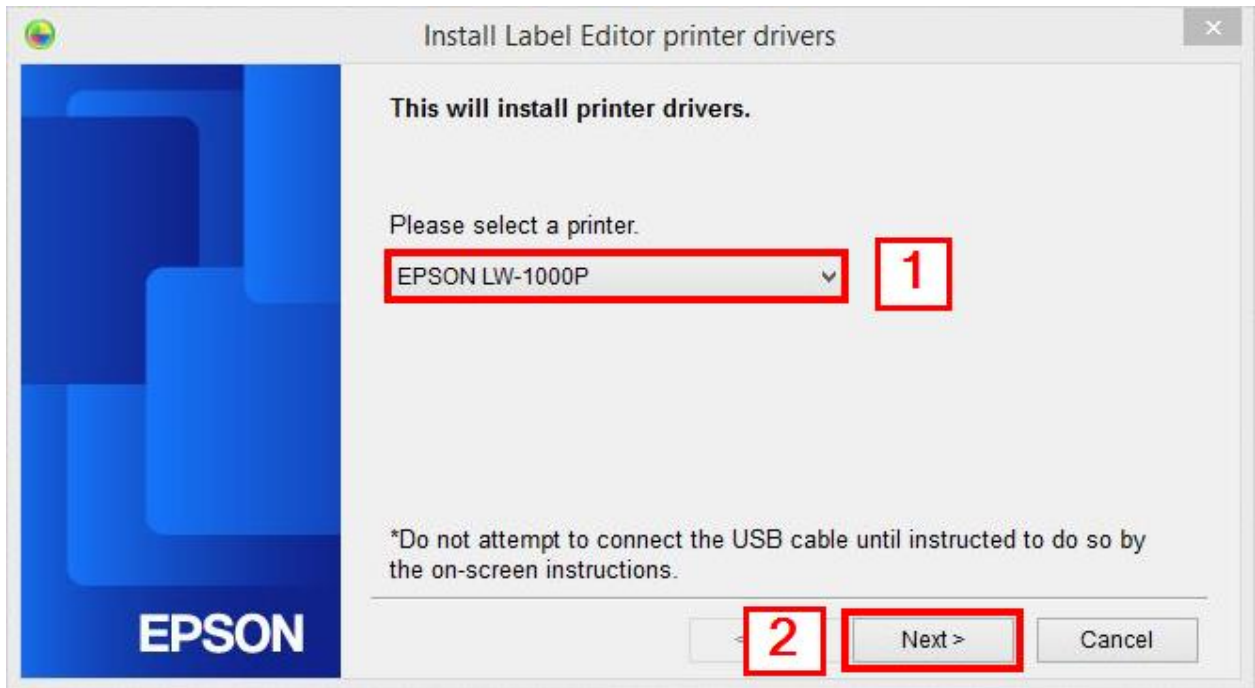 Install Label Editor printer drivers
This will install printer drivers.
Please select a printer.
EPSON LW-1000P
1
*Do not attempt to connect the USB cable until instructed to do so by
the on-screen instructions.
EPSON
< 2 Next > Cancel